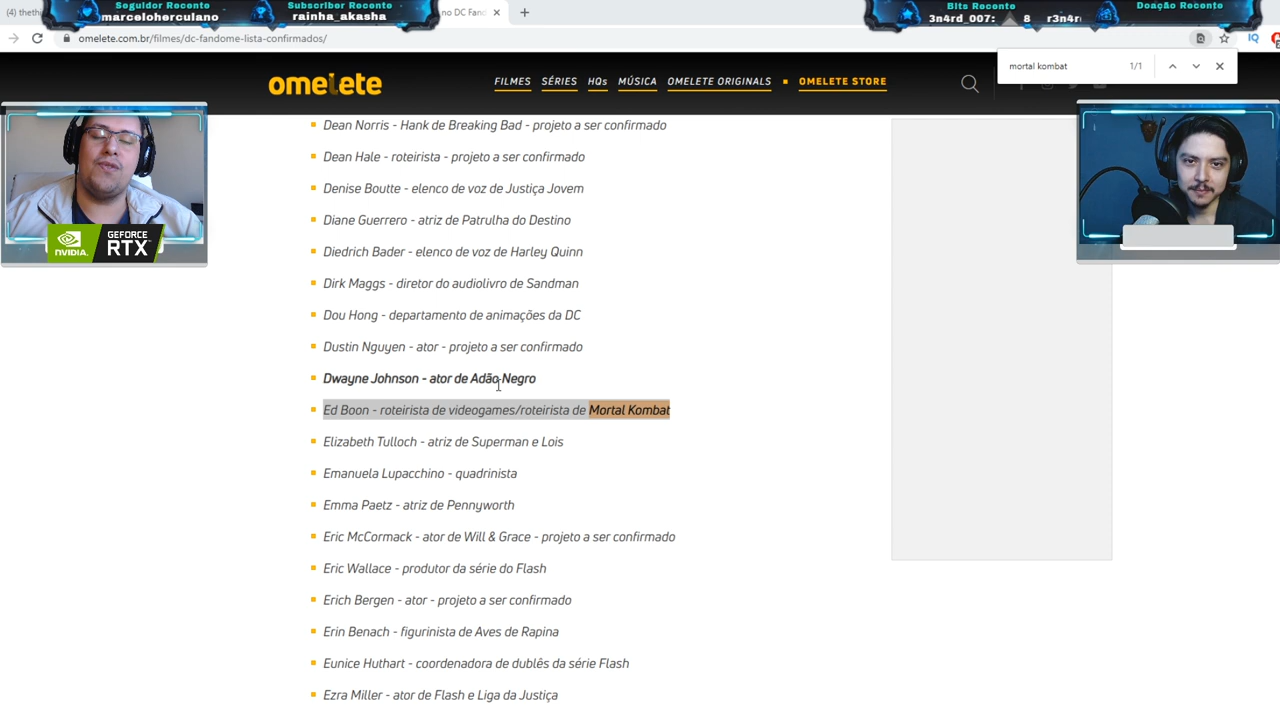 Seguidor Reconto
marceloherculano
Subscriber Reconto
rainha_akasha
Bits Reconto
3n4rd_007: 8 r3n4r
Doação Reconto
(4) thethi
no DC Fand
omelete.com.br/filmes/dc-fandome-lista-confirmados/
IQ
mortal kombat 1/1
omelete
FILMES SÉRIES HQs MÚSICA OMELETE ORIGINALS OMELETE STORE
Dean Norris - Hank de Breaking Bad - projeto a ser confirmado
Dean Hale - roteirista - projeto a ser confirmado
Denise Boutte - elenco de voz de Justiça Jovem
Diane Guerrero - atriz de Patrulha do Destino
Diedrich Bader - elenco de voz de Harley Quinn
Dirk Maggs - diretor do audiolivro de Sandman
Dou Hong - departamento de animações da DC
Dustin Nguyen - ator - projeto a ser confirmado
Dwayne Johnson - ator de Adão Negro
Ed Boon - roteirista de videogames/roteirista de Mortal Kombat
Elizabeth Tulloch - atriz de Superman e Lois
Emanuela Lupacchino - quadrinista
Emma Paetz - atriz de Pennyworth
Eric McCormack - ator de Will & Grace - projeto a ser confirmado
Eric Wallace - produtor da série do Flash
Erich Bergen - ator - projeto a ser confirmado
Erin Benach - figurinista de Aves de Rapina
Eunice Huthart - coordenadora de dublês da série Flash
Ezra Miller - ator de Flash e Liga da Justiça
NVIDIA.
GEFORCE
RTX